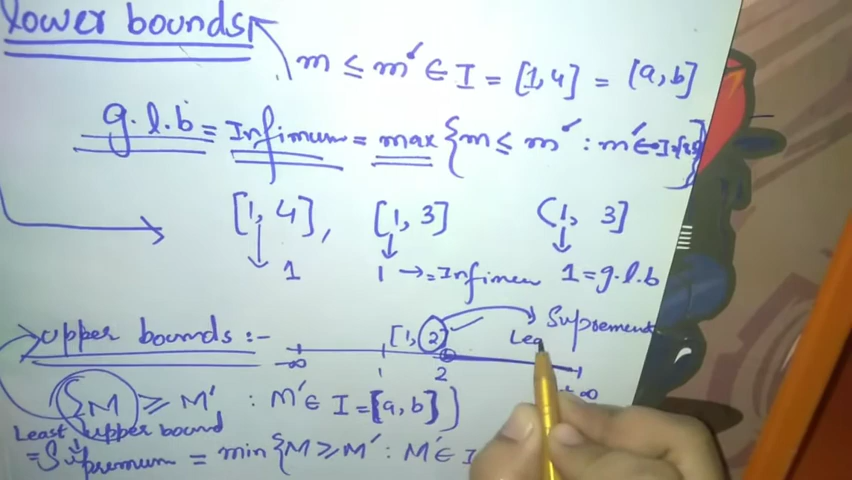 lower bounds
m ≤ m' ∈ I = [1,4] = [a,b]
g.l.b = Infimum = max {m ≤ m' : m' ∈
[1, 4], [1, 3] (1, 3]
1 1 → = Infimum 1 = g.l.b
upper bounds :- [1, 2] Supremum
Lea
-∞ 1 2 +∞
M ≥ M' : M' ∈ I = [a, b]
Least upper bound
= Supremum = min {M ≥ M' : M' ∈ I